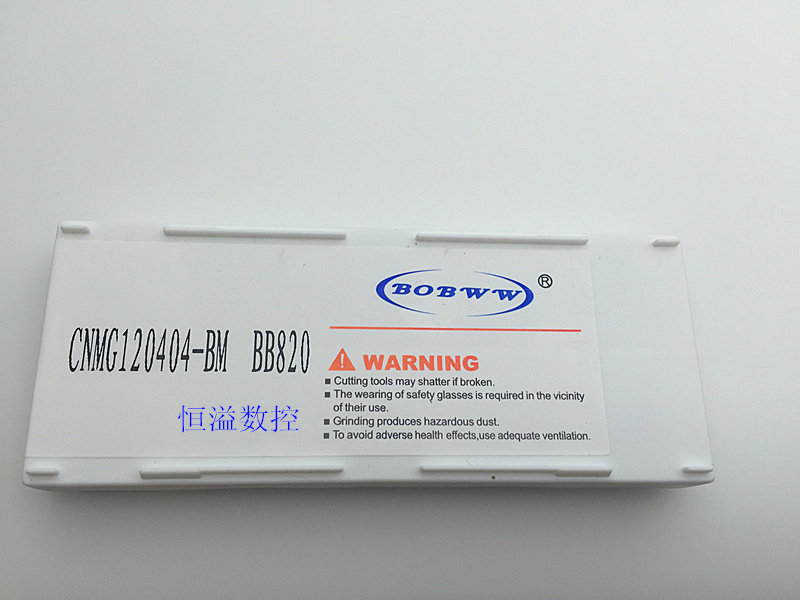 BOBWW®
CNMG120404-BM BB820
WARNING
Cutting tools may shatter if broken.
The wearing of safety glasses is required in the vicinity
of their use.
Grinding produces hazardous dust.
To avoid adverse health effects,use adequate ventilation.
恒溢数控